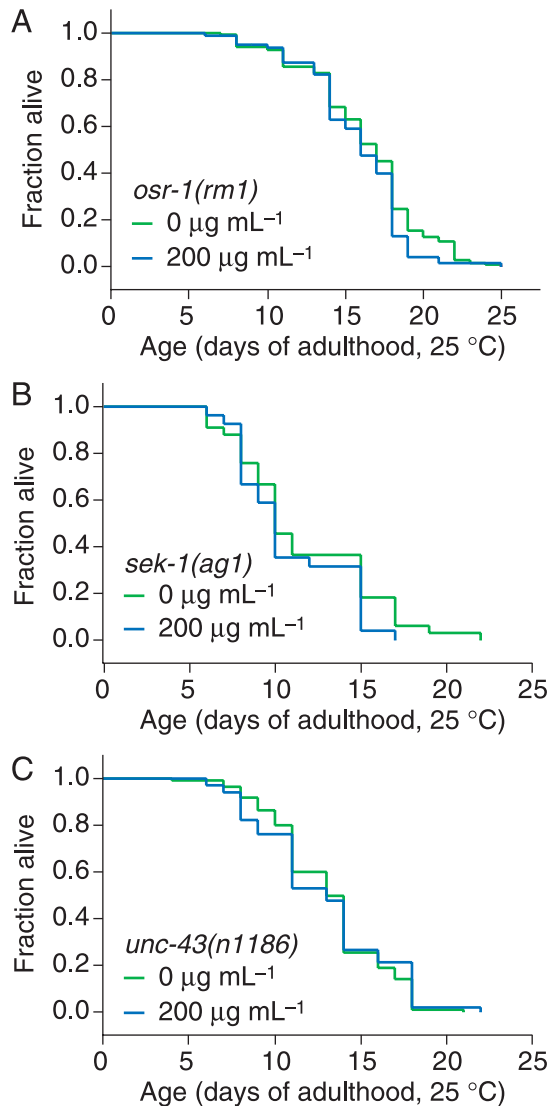 A
Fraction alive
1.0
0.8
0.6
0.4
0.2
0.0
osr-1(rm1)
0 μg mL⁻¹
200 μg mL⁻¹
0 5 10 15 20 25
Age (days of adulthood, 25 °C)
B
Fraction alive
1.0
0.8
0.6
0.4
0.2
0.0
sek-1(ag1)
0 μg mL⁻¹
200 μg mL⁻¹
0 5 10 15 20 25
Age (days of adulthood, 25 °C)
C
Fraction alive
1.0
0.8
0.6
0.4
0.2
0.0
unc-43(n1186)
0 μg mL⁻¹
200 μg mL⁻¹
0 5 10 15 20 25
Age (days of adulthood, 25 °C)